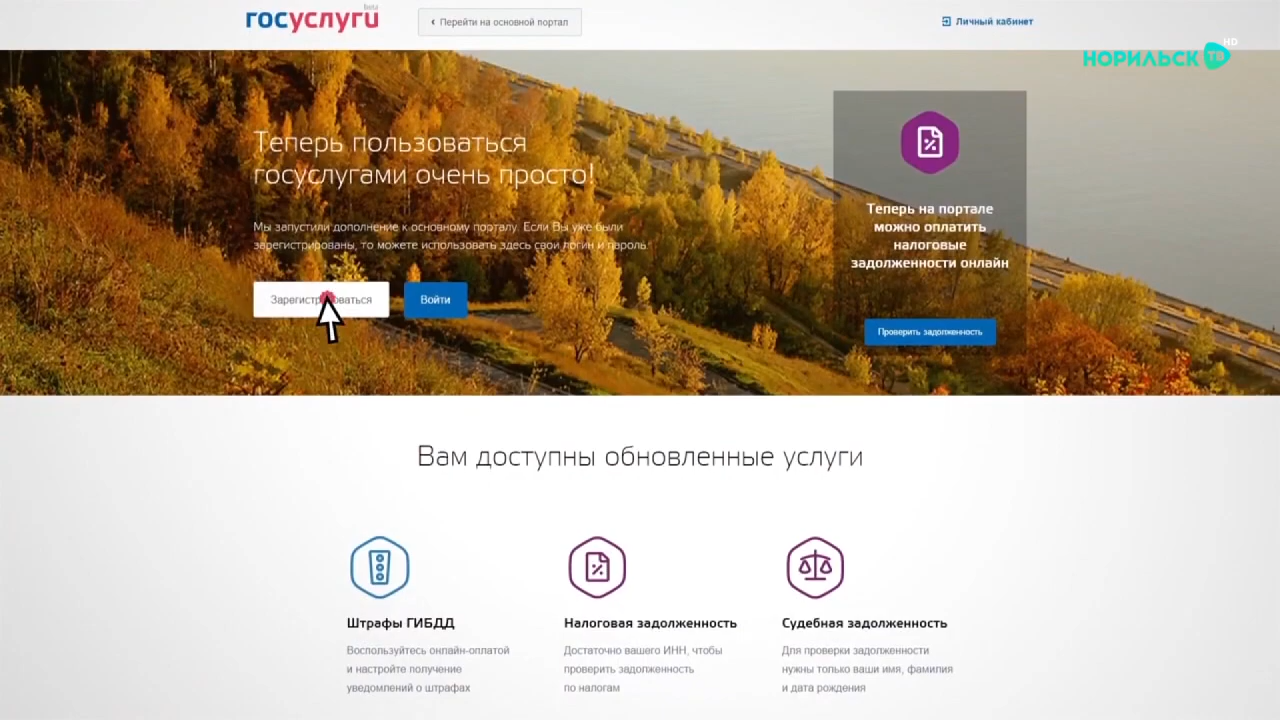 госуслуги
beta
‹ Перейти на основной портал
Личный кабинет
НОРИЛЬСК ТВ HD
Теперь пользоваться
госуслугами очень просто!
Мы запустили дополнение к основному порталу. Если Вы уже были
зарегистрированы, то можете использовать здесь свои логин и пароль.
Войти
Теперь на портале
можно оплатить
налоговые
задолженности онлайн
Проверить задолженность
Вам доступны обновленные услуги
Штрафы ГИБДД
Воспользуйтесь онлайн-оплатой
и настройте получение
уведомлений о штрафах
Налоговая задолженность
Достаточно вашего ИНН, чтобы
проверить задолженность
по налогам
Судебная задолженность
Для проверки задолженности
нужны только ваши имя, фамилия
и дата рождения